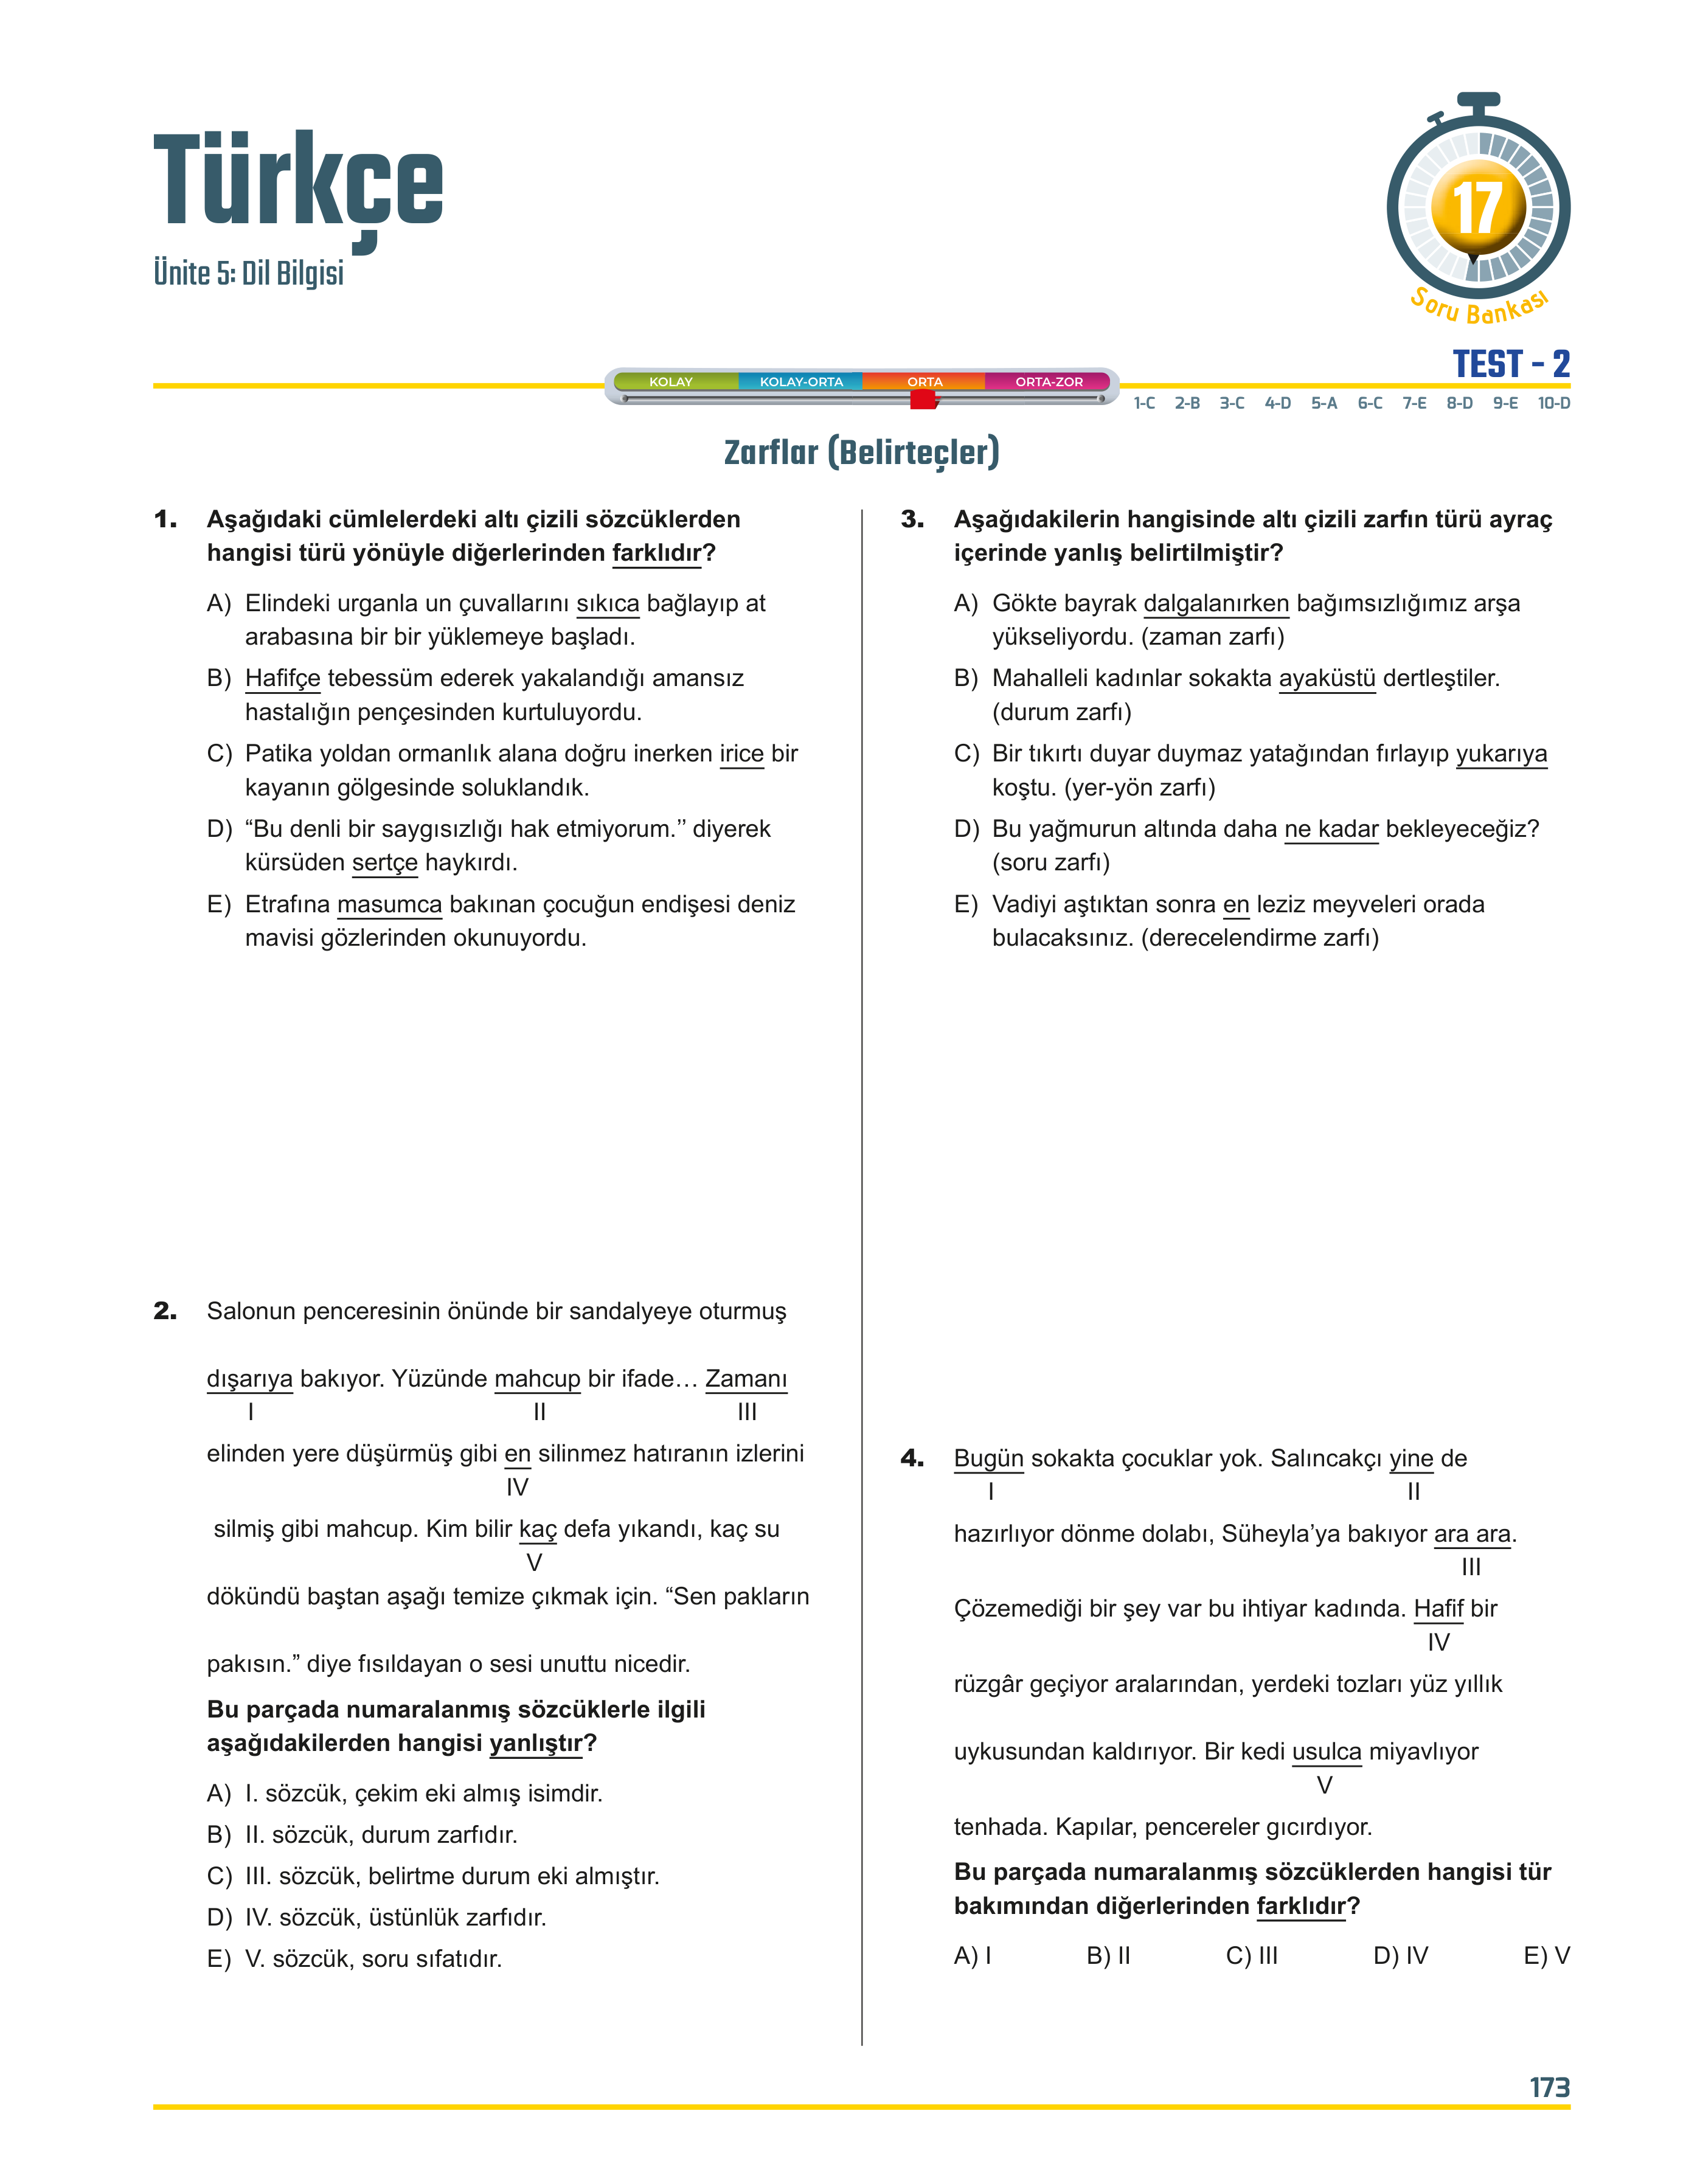 Türkçe
Ünite 5: Dil Bilgisi
17
Soru Bankası
TEST - 2
KOLAY KOLAY-ORTA ORTA ORTA-ZOR
1-C 2-B 3-C 4-D 5-A 6-C 7-E 8-D 9-E 10-D
Zarflar (Belirteçler)
1. Aşağıdaki cümlelerdeki altı çizili sözcüklerden
hangisi türü yönüyle diğerlerinden farklıdır?
A) Elindeki urganla un çuvallarını sıkıca bağlayıp at
arabasına bir bir yüklemeye başladı.
B) Hafifçe tebessüm ederek yakalandığı amansız
hastalığın pençesinden kurtuluyordu.
C) Patika yoldan ormanlık alana doğru inerken irice bir
kayanın gölgesinde soluklandık.
D) “Bu denli bir saygısızlığı hak etmiyorum.’’ diyerek
kürsüden sertçe haykırdı.
E) Etrafına masumca bakınan çocuğun endişesi deniz
mavisi gözlerinden okunuyordu.
2. Salonun penceresinin önünde bir sandalyeye oturmuş
dışarıya bakıyor. Yüzünde mahcup bir ifade… Zamanı
I II III
elinden yere düşürmüş gibi en silinmez hatıranın izlerini
IV
silmiş gibi mahcup. Kim bilir kaç defa yıkandı, kaç su
V
dökündü baştan aşağı temize çıkmak için. “Sen pakların
pakısın.” diye fısıldayan o sesi unuttu nicedir.
Bu parçada numaralanmış sözcüklerle ilgili
aşağıdakilerden hangisi yanlıştır?
A) I. sözcük, çekim eki almış isimdir.
B) II. sözcük, durum zarfıdır.
C) III. sözcük, belirtme durum eki almıştır.
D) IV. sözcük, üstünlük zarfıdır.
E) V. sözcük, soru sıfatıdır.
3. Aşağıdakilerin hangisinde altı çizili zarfın türü ayraç
içerinde yanlış belirtilmiştir?
A) Gökte bayrak dalgalanırken bağımsızlığımız arşa
yükseliyordu. (zaman zarfı)
B) Mahalleli kadınlar sokakta ayaküstü dertleştiler.
(durum zarfı)
C) Bir tıkırtı duyar duymaz yatağından fırlayıp yukarıya
koştu. (yer-yön zarfı)
D) Bu yağmurun altında daha ne kadar bekleyeceğiz?
(soru zarfı)
E) Vadiyi aştıktan sonra en leziz meyveleri orada
bulacaksınız. (derecelendirme zarfı)
4. Bugün sokakta çocuklar yok. Salıncakçı yine de
I II
hazırlıyor dönme dolabı, Süheyla’ya bakıyor ara ara.
III
Çözemediği bir şey var bu ihtiyar kadında. Hafif bir
IV
rüzgâr geçiyor aralarından, yerdeki tozları yüz yıllık
uykusundan kaldırıyor. Bir kedi usulca miyavlıyor
V
tenhada. Kapılar, pencereler gıcırdıyor.
Bu parçada numaralanmış sözcüklerden hangisi tür
bakımından diğerlerinden farklıdır?
A) I B) II C) III D) IV E) V
173